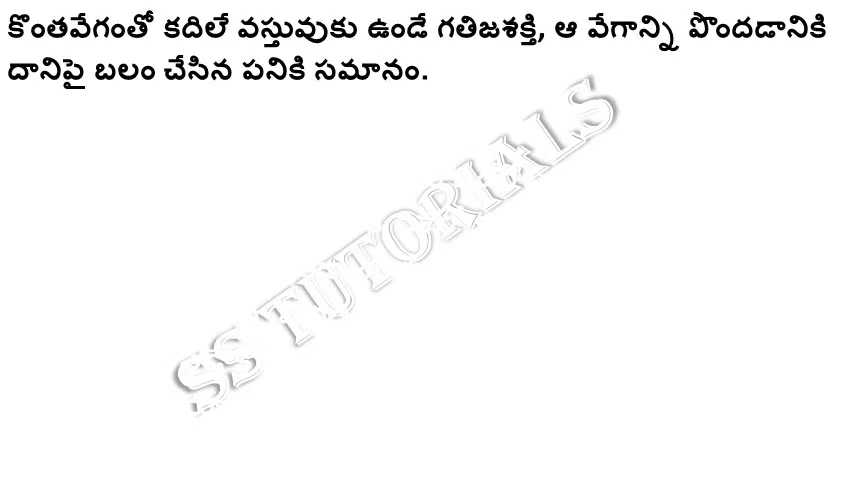 కొంతవేగంతో కదిలే వస్తువుకు ఉండే గతిజశక్తి, ఆ వేగాన్ని పొందడానికి
దానిపై బలం చేసిన పనికి సమానం.
SS TUTORIALS